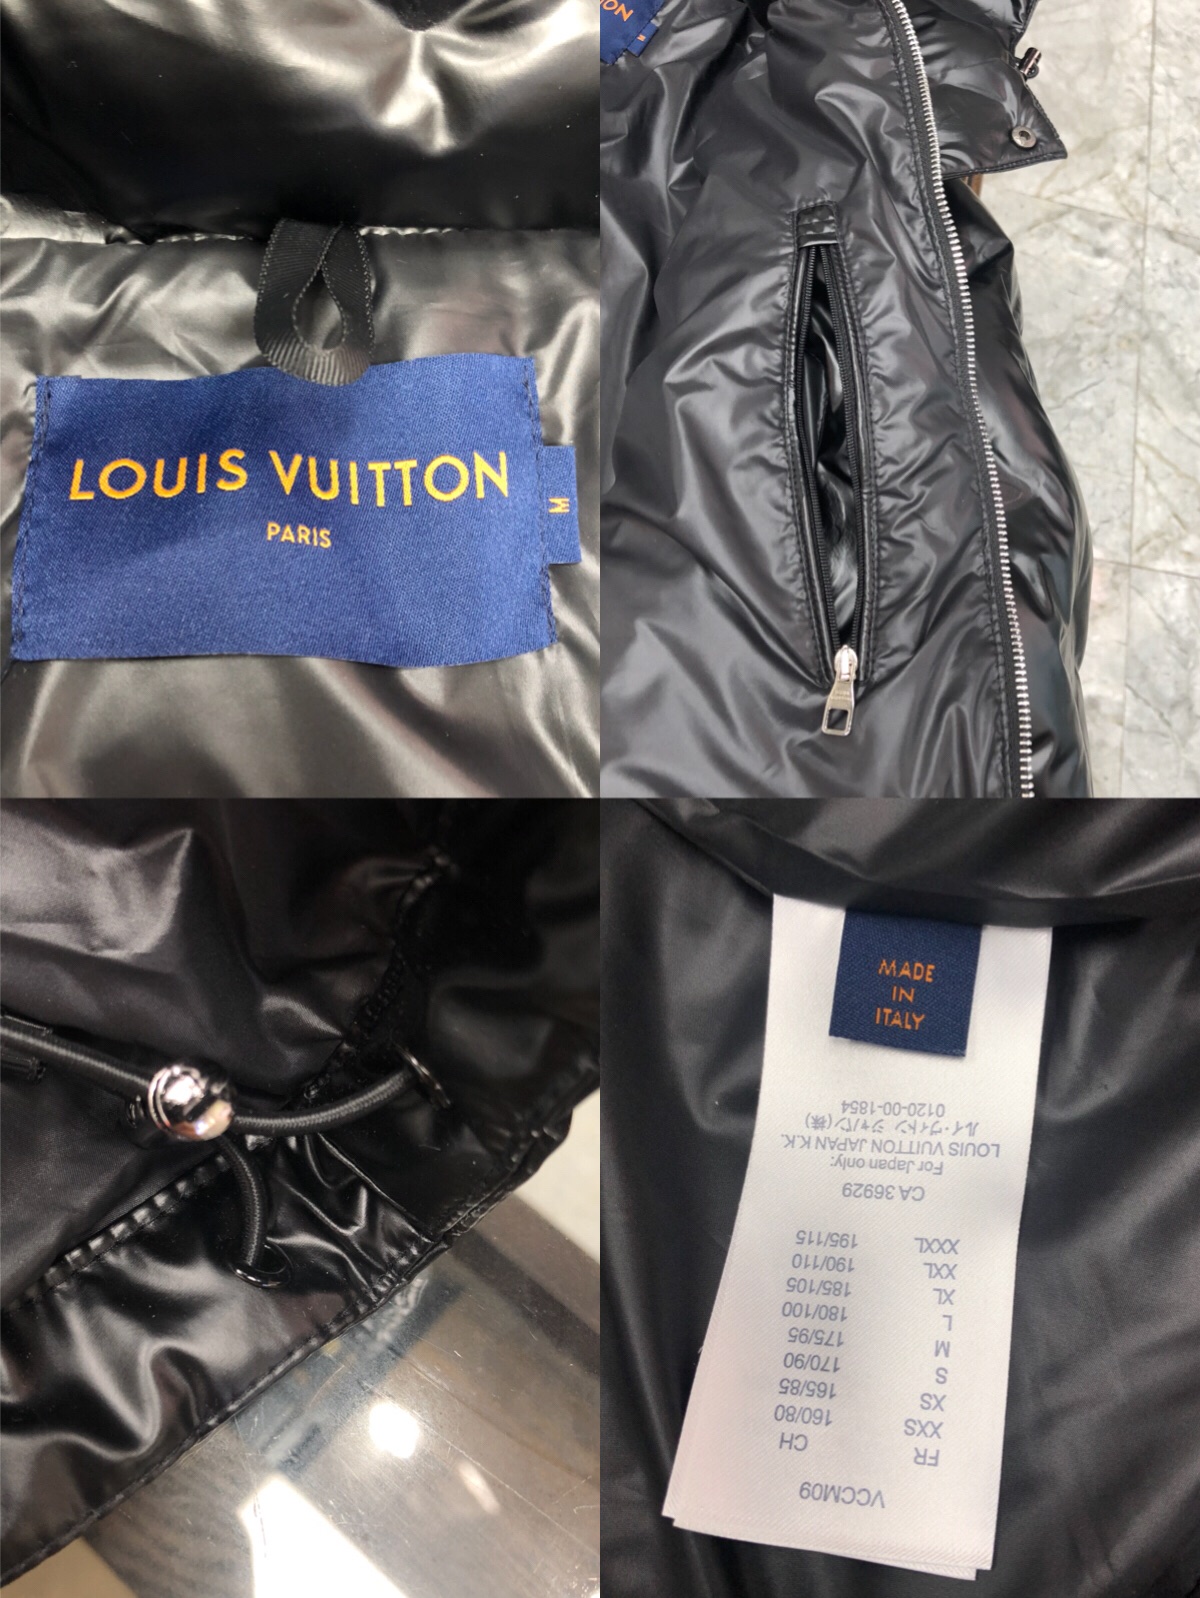 LOUIS VUITTON
PARIS
M
ON
MADE
IN
ITALY
VCCM09
FR CH
XXS 160/80
XS 165/85
S 170/90
M 175/95
L 180/100
XL 185/105
XXL 190/110
XXXL 195/115
CA 36929
For Japan only:
LOUIS VUITTON JAPAN K.K.
ルイ・ヴィトン ジャパン(株)
0120-00-1854